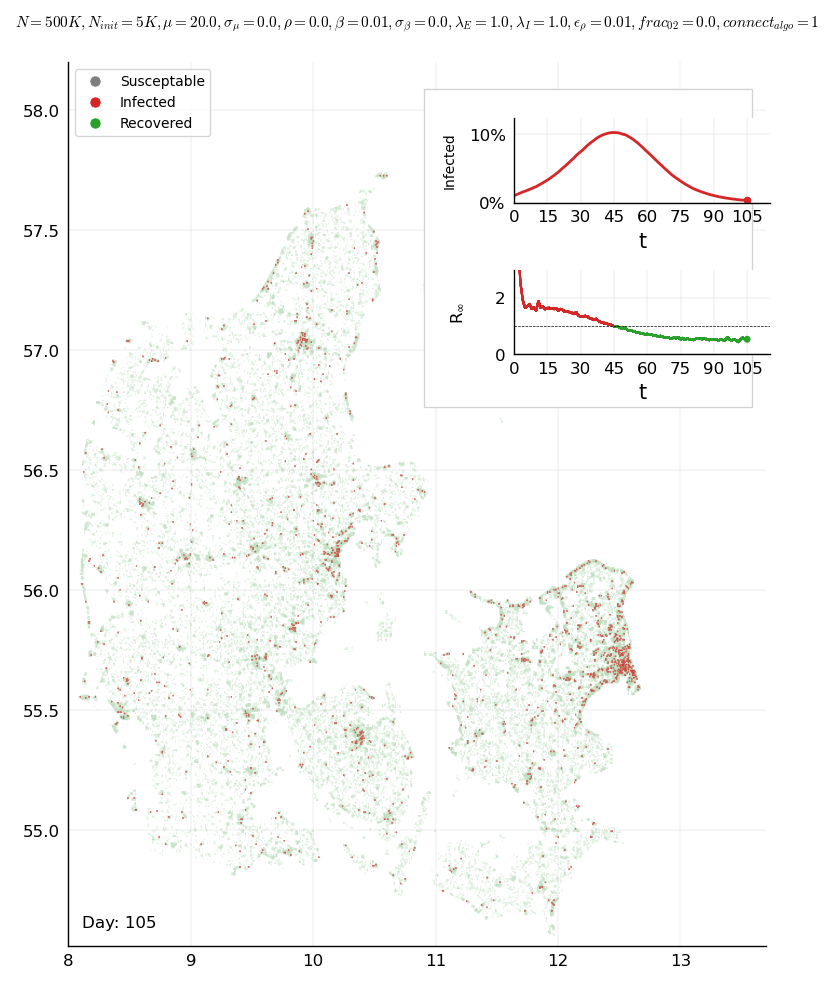 N = 500K, N_init = 5K, μ = 20.0, σ_μ = 0.0, ρ = 0.0, β = 0.01, σ_β = 0.0, λ_E = 1.0, λ_I = 1.0, ϵ_ρ = 0.01, frac_02 = 0.0, connect_algo = 1
Susceptable
Infected
Recovered
58.0
57.5
57.0
56.5
56.0
55.5
55.0
8 9 10 11 12 13
Day: 105
Infected
10%
0%
0 15 30 45 60 75 90 105
t
R∞
2
0
0 15 30 45 60 75 90 105
t